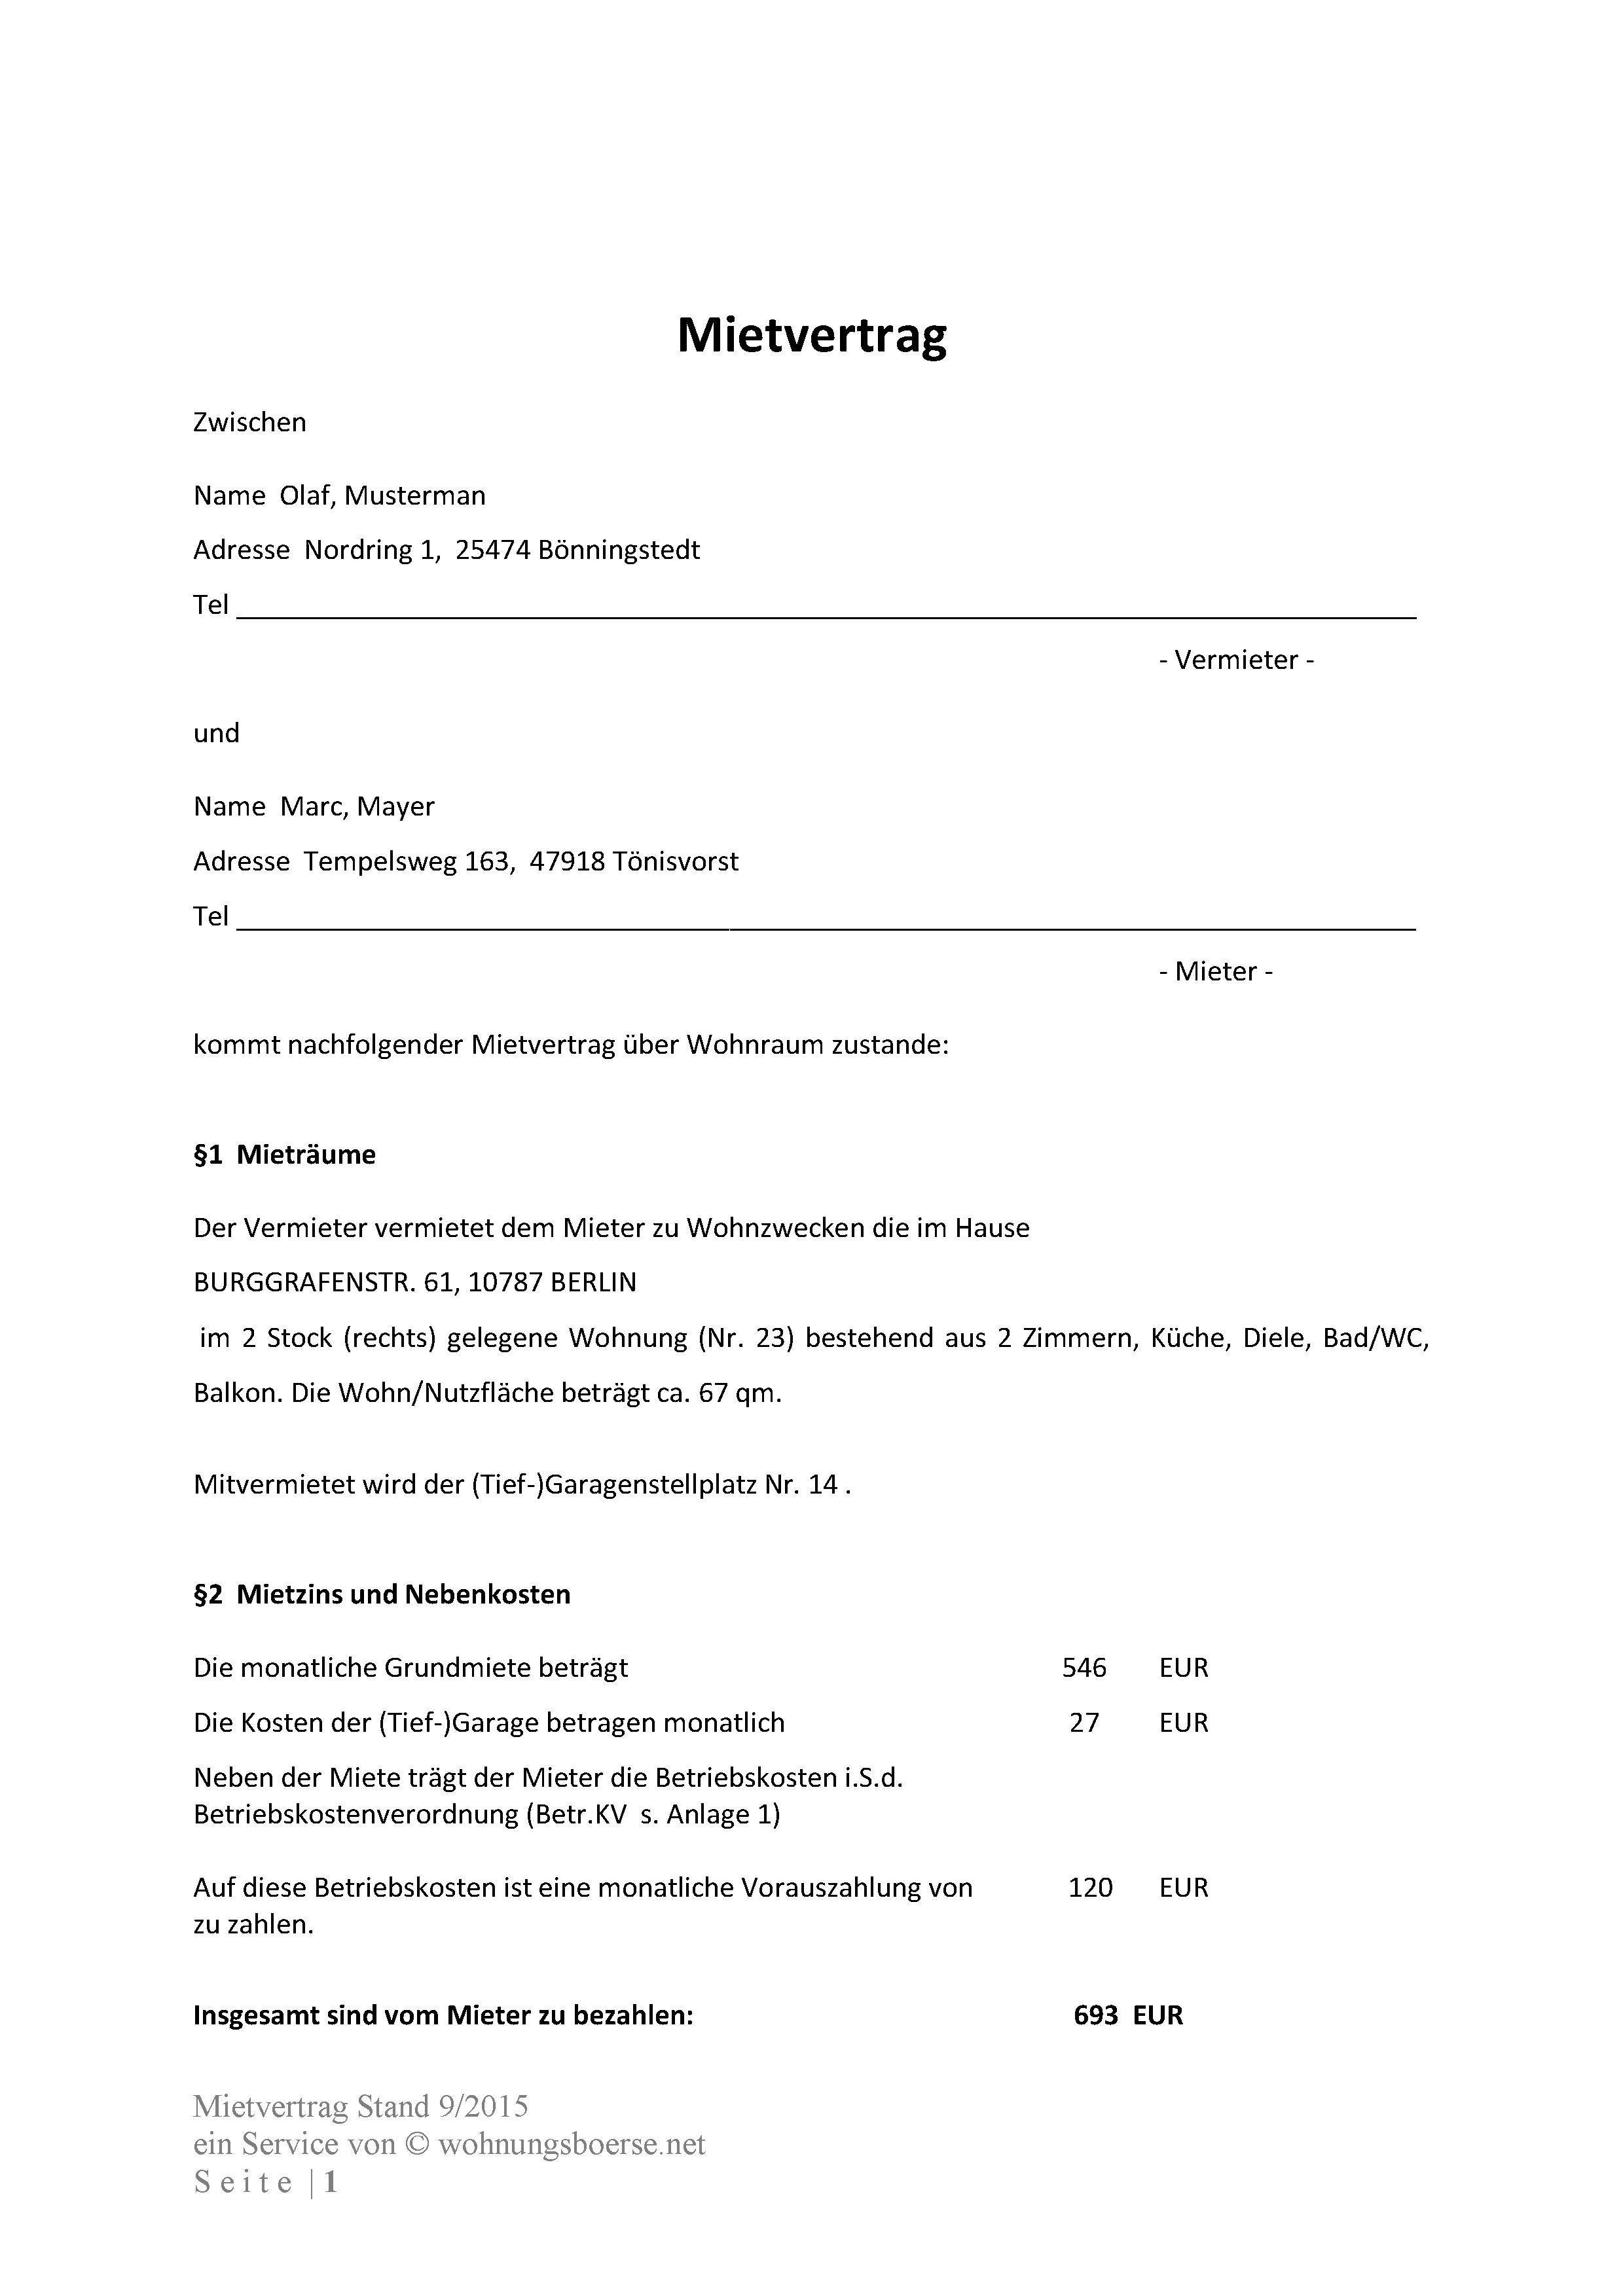 Mietvertrag
Zwischen
Name Olaf, Musterman
Adresse Nordring 1, 25474 Bönningstedt
Tel
- Vermieter -
und
Name Marc, Mayer
Adresse Tempelsweg 163, 47918 Tönisvorst
Tel
- Mieter -
kommt nachfolgender Mietvertrag über Wohnraum zustande:
§1 Mieträume
Der Vermieter vermietet dem Mieter zu Wohnzwecken die im Hause
BURGGRAFENSTR. 61, 10787 BERLIN
im 2 Stock (rechts) gelegene Wohnung (Nr. 23) bestehend aus 2 Zimmern, Küche, Diele, Bad/WC,
Balkon. Die Wohn/Nutzfläche beträgt ca. 67 qm.
Mitvermietet wird der (Tief-)Garagenstellplatz Nr. 14 .
§2 Mietzins und Nebenkosten
Die monatliche Grundmiete beträgt 546 EUR
Die Kosten der (Tief-)Garage betragen monatlich 27 EUR
Neben der Miete trägt der Mieter die Betriebskosten i.S.d.
Betriebskostenverordnung (Betr.KV s. Anlage 1)
Auf diese Betriebskosten ist eine monatliche Vorauszahlung von 120 EUR
zu zahlen.
Insgesamt sind vom Mieter zu bezahlen: 693 EUR
Mietvertrag Stand 9/2015
ein Service von © wohnungsboerse.net
Seite | 1